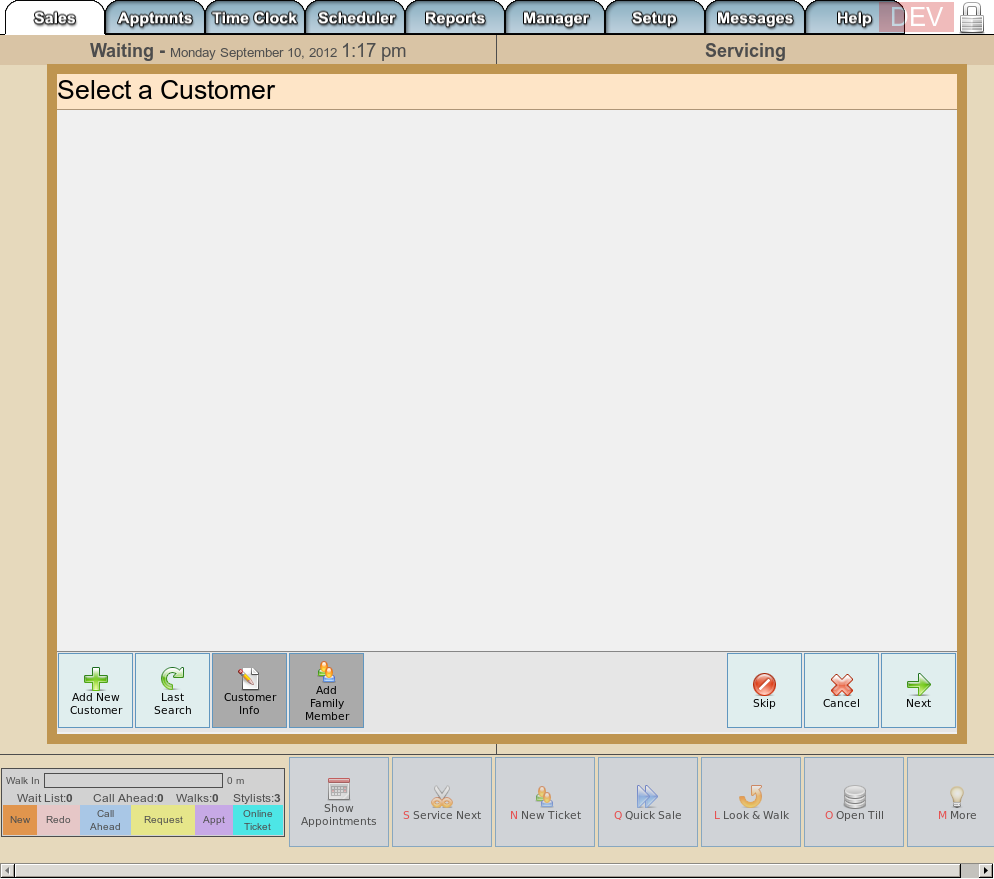 Sales Apptmnts Time Clock Scheduler Reports Manager Setup Messages Help DEV
Waiting - Monday September 10, 2012 1:17 pm Servicing
Select a Customer
Add New
Customer
Last
Search
Customer
Info
Add
Family
Member
Skip
Cancel
Next
Walk In 0 m
Wait List:0 Call Ahead:0 Walks:0 Stylists:3
New
Redo
Call
Ahead
Request
Appt
Online
Ticket
Show
Appointments
S Service Next
N New Ticket
Q Quick Sale
L Look & Walk
O Open Till
M More